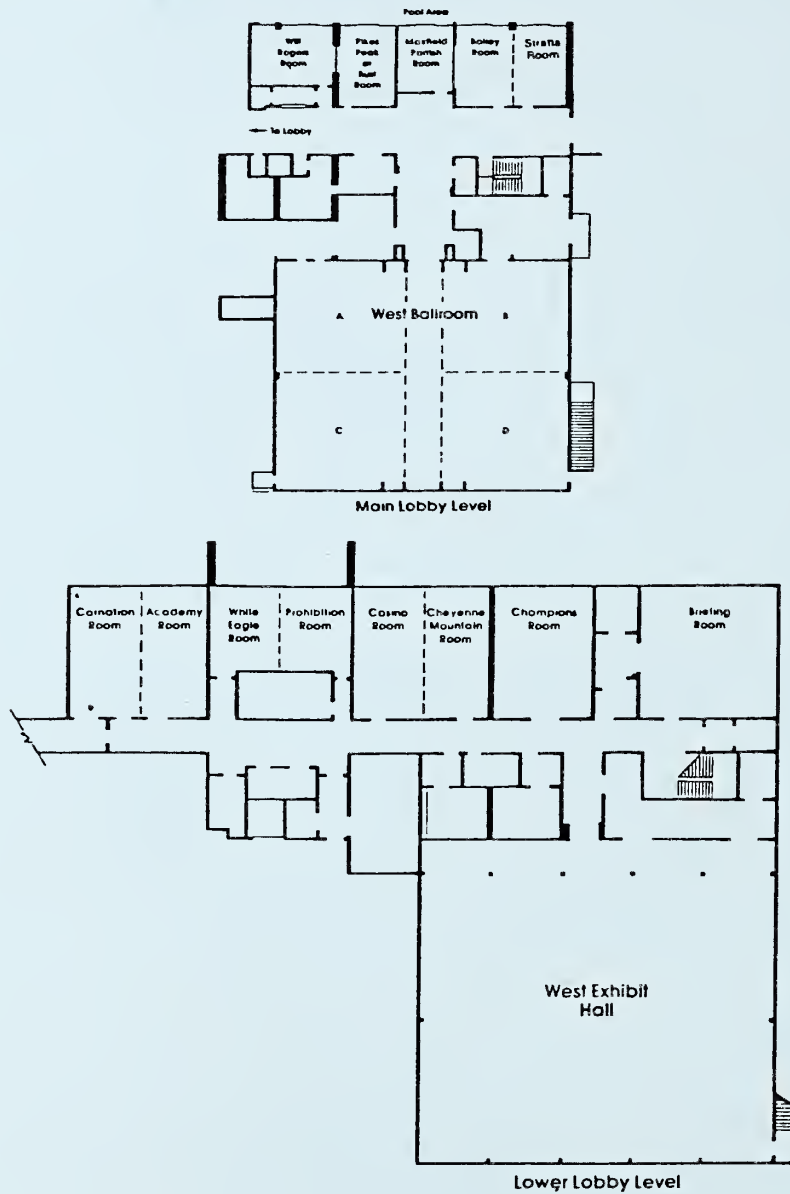 Pool Area
Will
Rogers
Room
Pikes
Peak
or
Bust
Room
Maxfield
Parrish
Room
Room
Stratta
Room
To Lobby
A
West Ballroom
B
C
D
Main Lobby Level
Carnation
Room
Academy
Room
White
Eagle
Room
Prohibition
Room
Casino
Room
Cheyenne
Mountain
Room
Champions
Room
Briefing
Room
West Exhibit
Hall
Lower Lobby Level